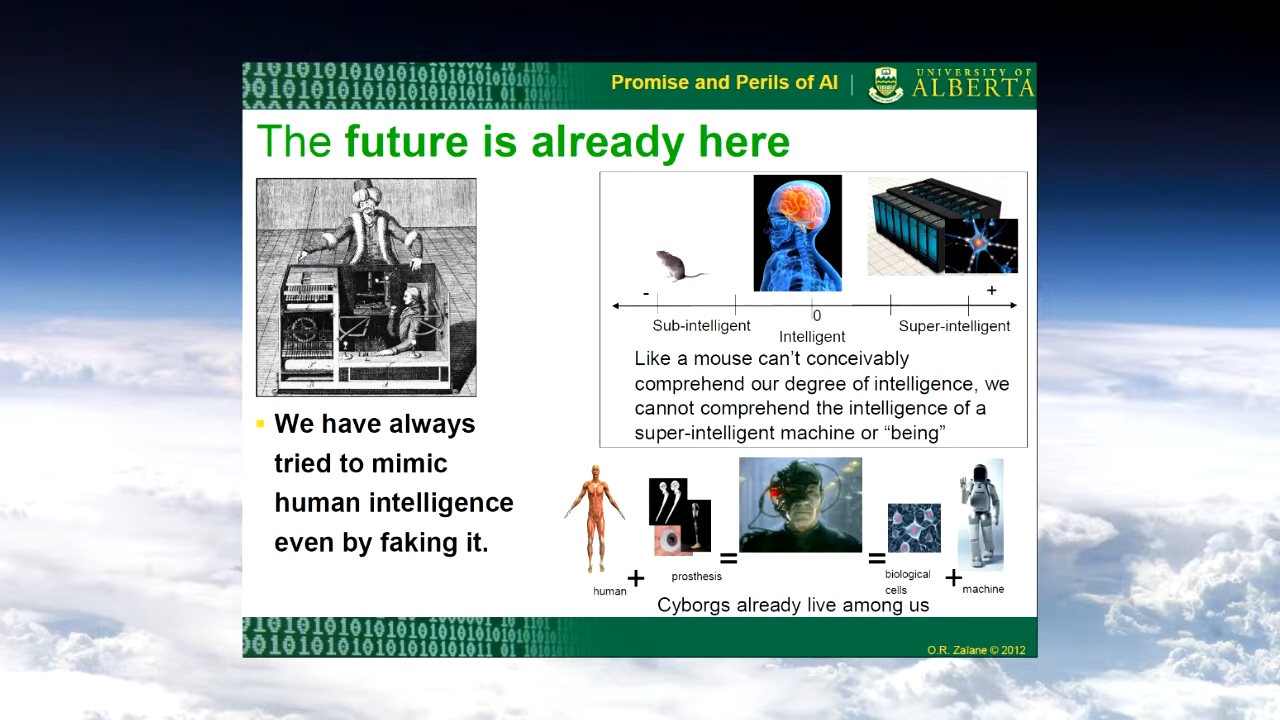 Promise and Perils of AI
UNIVERSITY OF
ALBERTA
The future is already here
- +
0
Sub-intelligent
Intelligent
Super-intelligent
Like a mouse can't conceivably
comprehend our degree of intelligence, we
cannot comprehend the intelligence of a
super-intelligent machine or “being”
▪ We have always
tried to mimic
human intelligence
even by faking it.
human
+
prosthesis
=
=
biological
cells
+
machine
Cyborgs already live among us
O.R. Zaïane © 2012